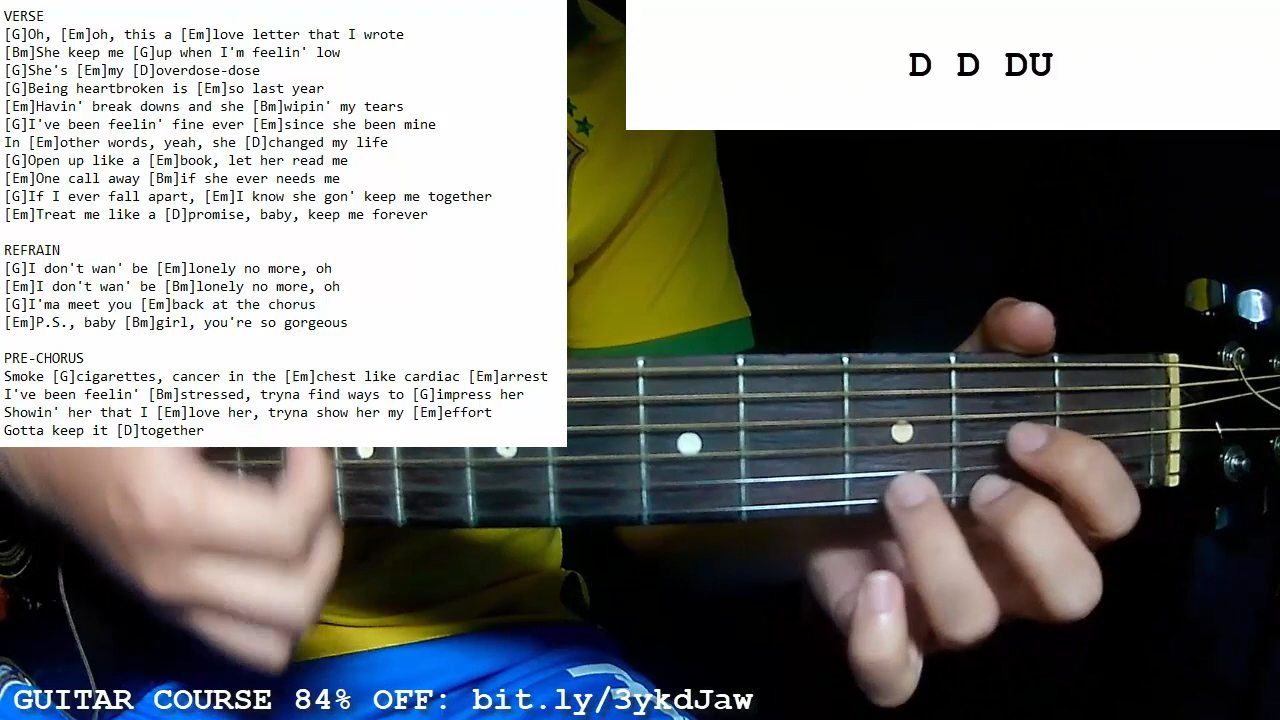 VERSE
[G]Oh, [Em]oh, this a [Em]love letter that I wrote
[Bm]She keep me [G]up when I'm feelin' low
[G]She's [Em]my [D]overdose-dose
[G]Being heartbroken is [Em]so last year
[Em]Havin' break downs and she [Bm]wipin' my tears
[G]I've been feelin' fine ever [Em]since she been mine
In [Em]other words, yeah, she [D]changed my life
[G]Open up like a [Em]book, let her read me
[Em]One call away [Bm]if she ever needs me
[G]If I ever fall apart, [Em]I know she gon' keep me together
[Em]Treat me like a [D]promise, baby, keep me forever
REFRAIN
[G]I don't wan' be [Em]lonely no more, oh
[Em]I don't wan' be [Bm]lonely no more, oh
[G]I'ma meet you [Em]back at the chorus
[Em]P.S., baby [Bm]girl, you're so gorgeous
PRE-CHORUS
Smoke [G]cigarettes, cancer in the [Em]chest like cardiac [Em]arrest
I've been feelin' [Bm]stressed, tryna find ways to [G]impress her
Showin' her that I [Em]love her, tryna show her my [Em]effort
Gotta keep it [D]together
D D DU
GUITAR COURSE 84% OFF: bit.ly/3ykdJaw